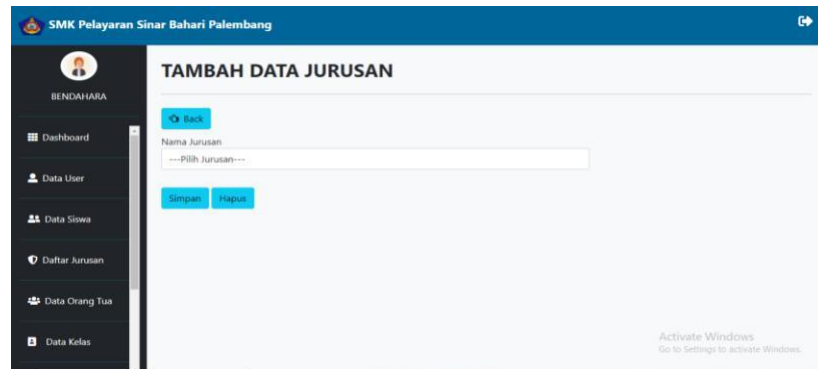 SMK Pelayaran Sinar Bahari Palembang
BENDAHARA
Dashboard
Data User
Data Siswa
Daftar Jurusan
Data Orang Tua
Data Kelas
TAMBAH DATA JURUSAN
Back
Nama Jurusan
---Pilih Jurusan---
Simpan Hapus
Activate Windows
Go to Settings to activate Windows.